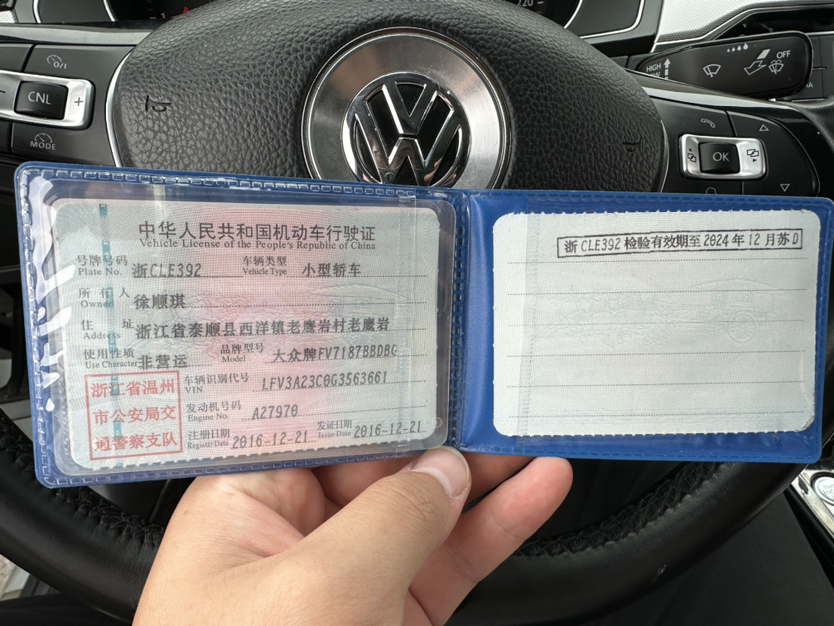 220
CNL
+
MODE
HIGH
OFF
OK
中华人民共和国机动车行驶证
Vehicle License of the People's Republic of China
号牌号码 浙CLE392 车辆类型 小型轿车
Plate No. Vehicle Type
所有人 徐顺琪
Owner
住址 浙江省泰顺县西洋镇老鹰岩村老鹰岩
Address
使用性质 非营运 品牌型号 大众牌FV7187BBDBG
Use Character Model
浙江省温州
市公安局交
通警察支队
车辆识别代号 LFV3A23C0G3563661
VIN
发动机号码 A27970
Engine No.
注册日期 2016-12-21 发证日期 2016-12-21
Register Date Issue Date
浙CLE392 检验有效期至2024年12月苏D